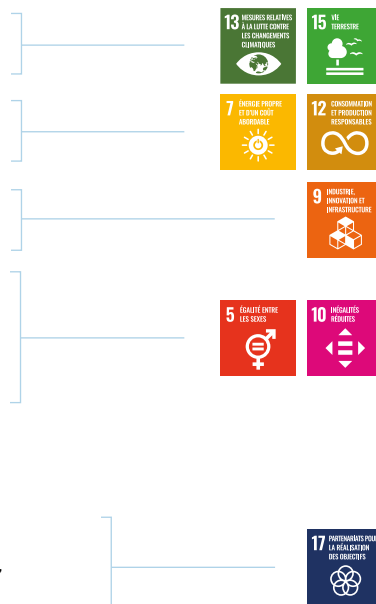 13 MESURES RELATIVES
À LA LUTTE CONTRE
LES CHANGEMENTS
CLIMATIQUES
15 VIE
TERRESTRE
7 ÉNERGIE PROPRE
ET D'UN COÛT
ABORDABLE
12 CONSOMMATION
ET PRODUCTION
RESPONSABLES
9 INDUSTRIE,
INNOVATION ET
INFRASTRUCTURE
5 ÉGALITÉ ENTRE
LES SEXES
10 INÉGALITÉS
RÉDUITES
17 PARTENARIATS POUR
LA RÉALISATION
DES OBJECTIFS